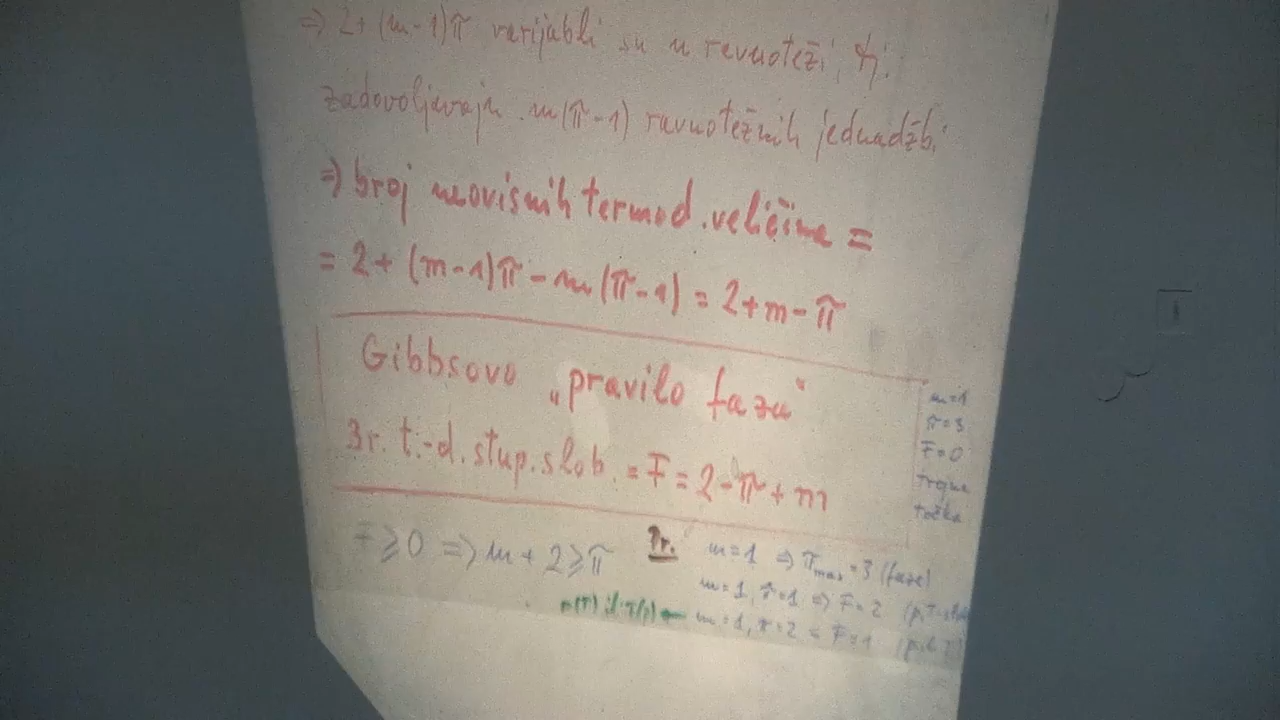 ⇒ 2+(m-1)π varijabli su u ravnoteži, tj.
zadovoljavaju m(π-1) ravnotežnih jednadžbi
⇒ broj neovisnih termod. veličina =
= 2 + (m-1)π - m(π-1) = 2+m-π
Gibbsovo „pravilo faza“
Br. t.-d. stup. slob. = F = 2-π+m
m=1
π=3
F=0
Trojna
točka
F≥0 ⇒ m+2≥π
Pr. m=1 ⇒ π_max=3 (faze)
m=1, π=1, ⇒ F=2 (p,T
p(T) ili T(p) ← m=1, π=2 = F=1